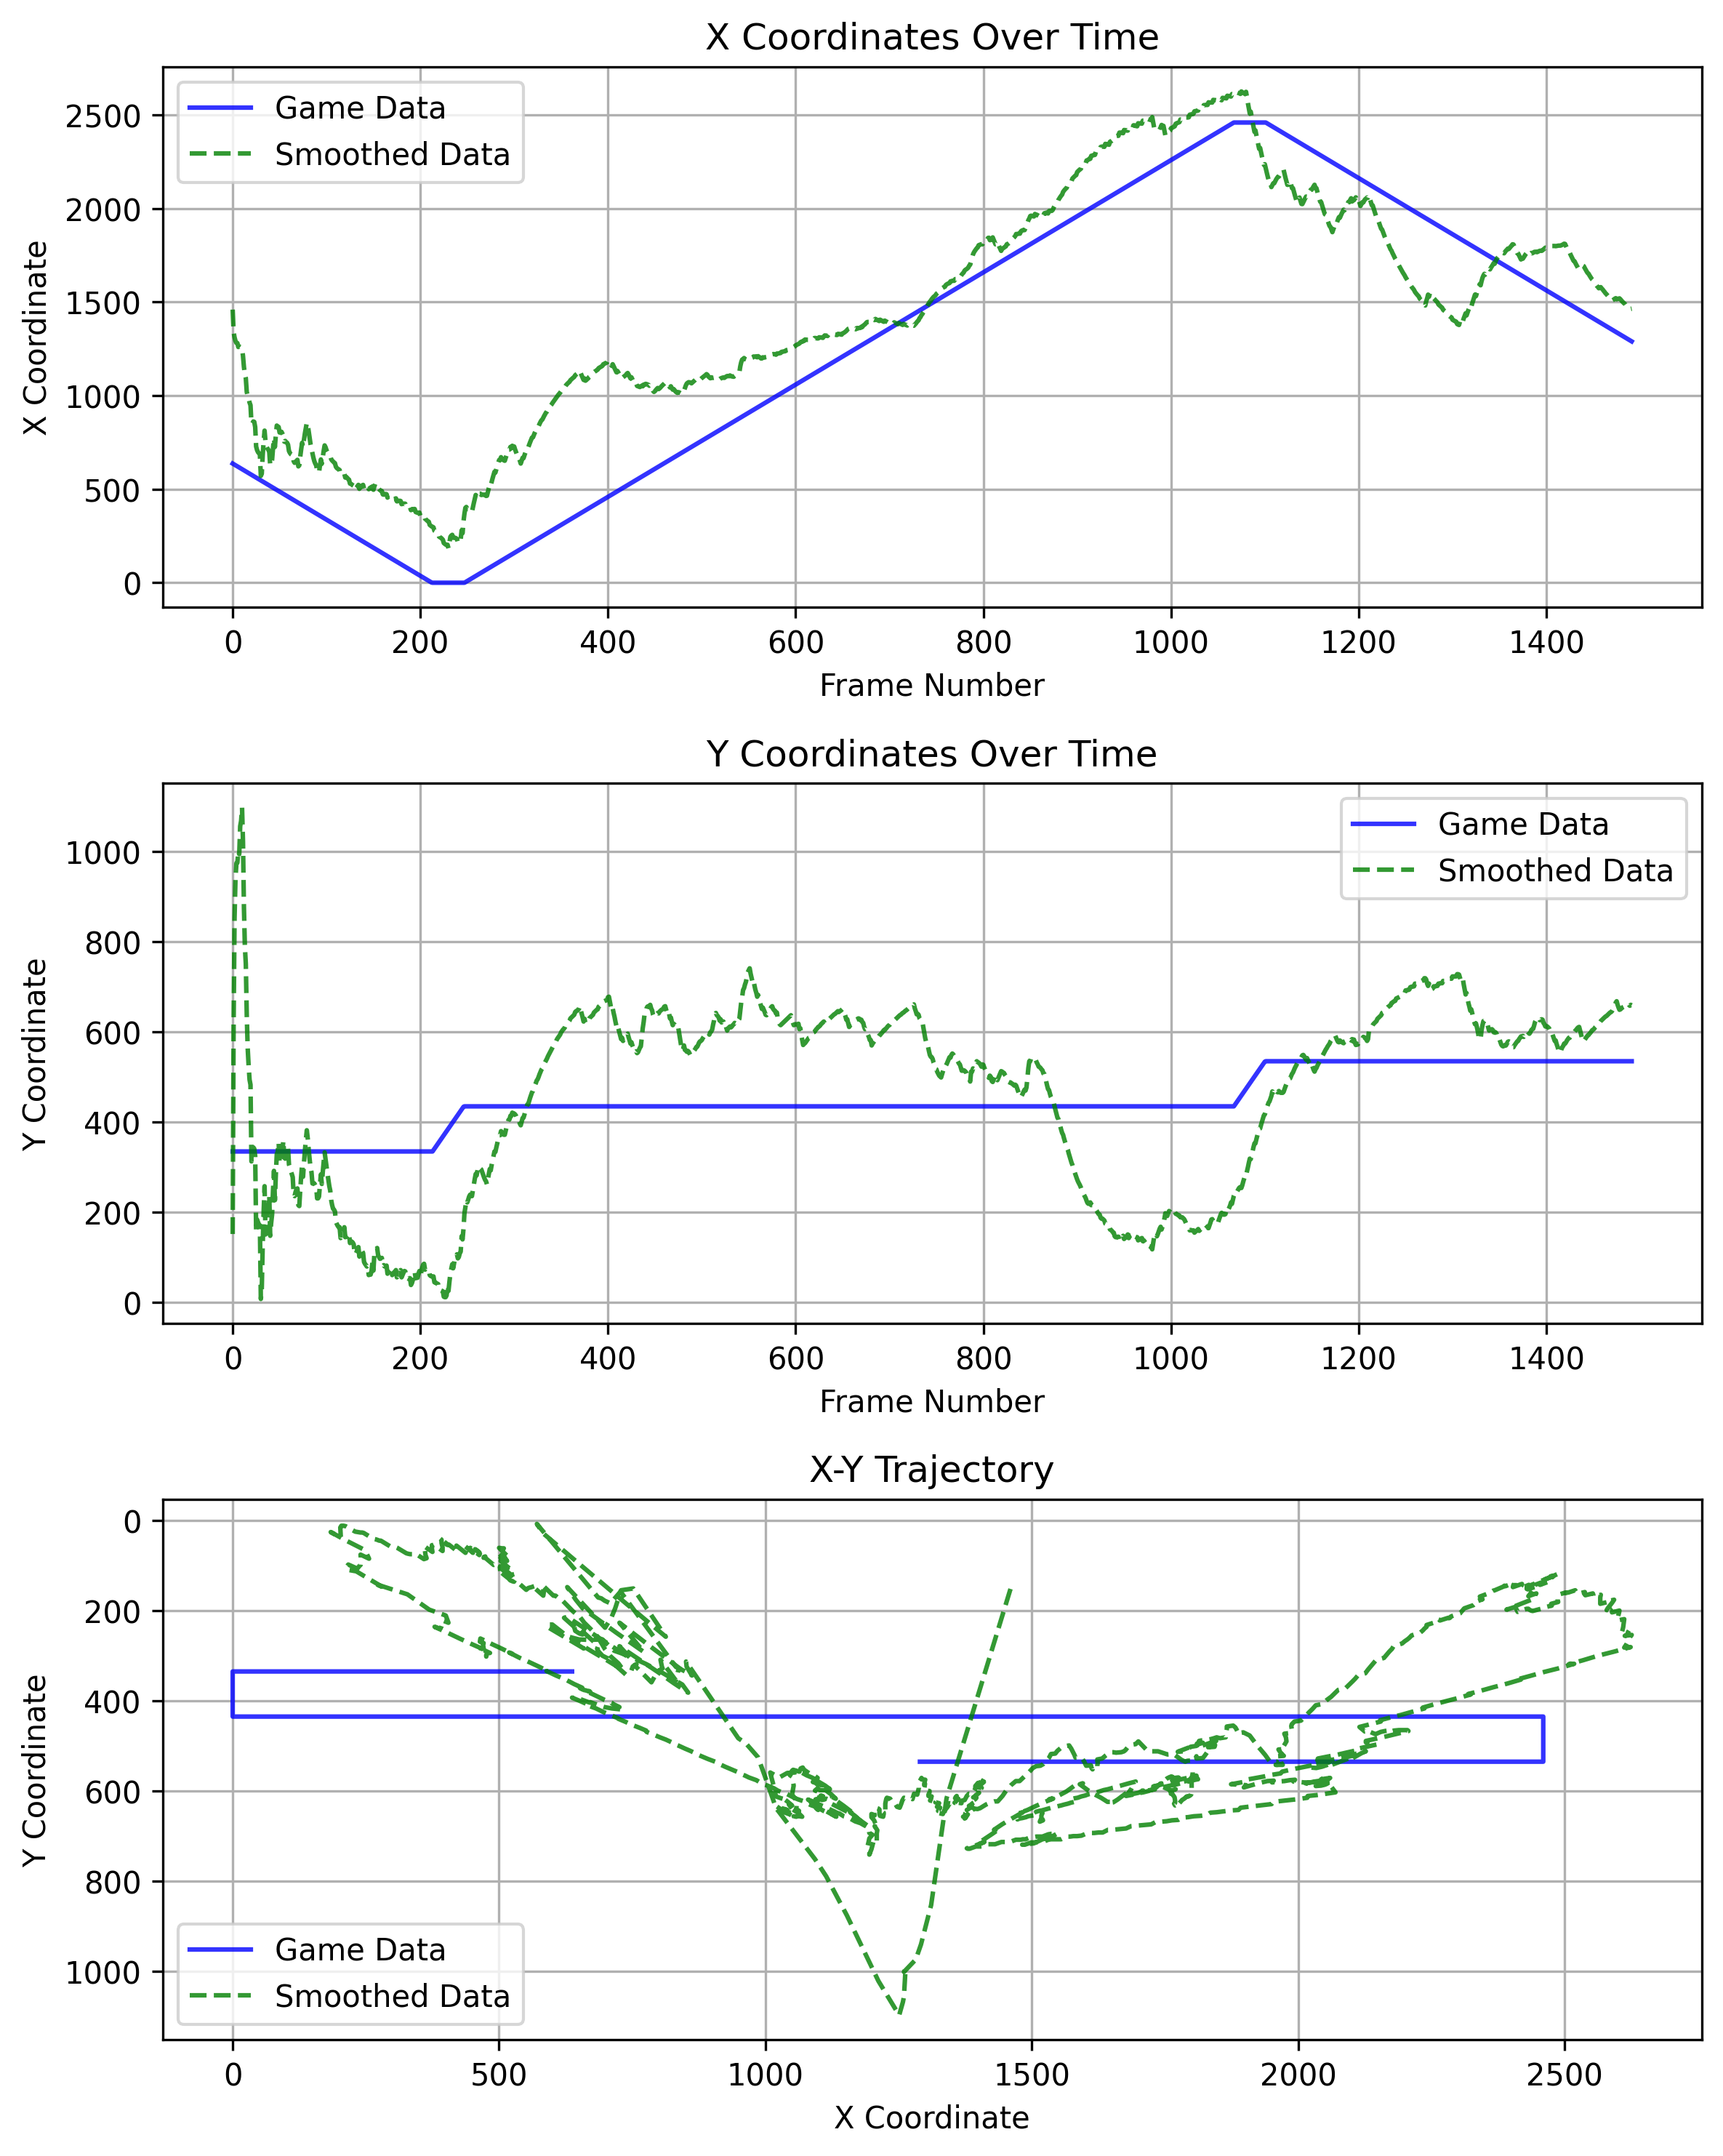 X Coordinates Over Time
Game Data
Smoothed Data
2500
2000
1500
1000
500
0
X Coordinate
0 200 400 600 800 1000 1200 1400
Frame Number
Y Coordinates Over Time
Game Data
Smoothed Data
1000
800
600
400
200
0
Y Coordinate
0 200 400 600 800 1000 1200 1400
Frame Number
X-Y Trajectory
0
200
400
600
800
1000
Y Coordinate
Game Data
Smoothed Data
0 500 1000 1500 2000 2500
X Coordinate